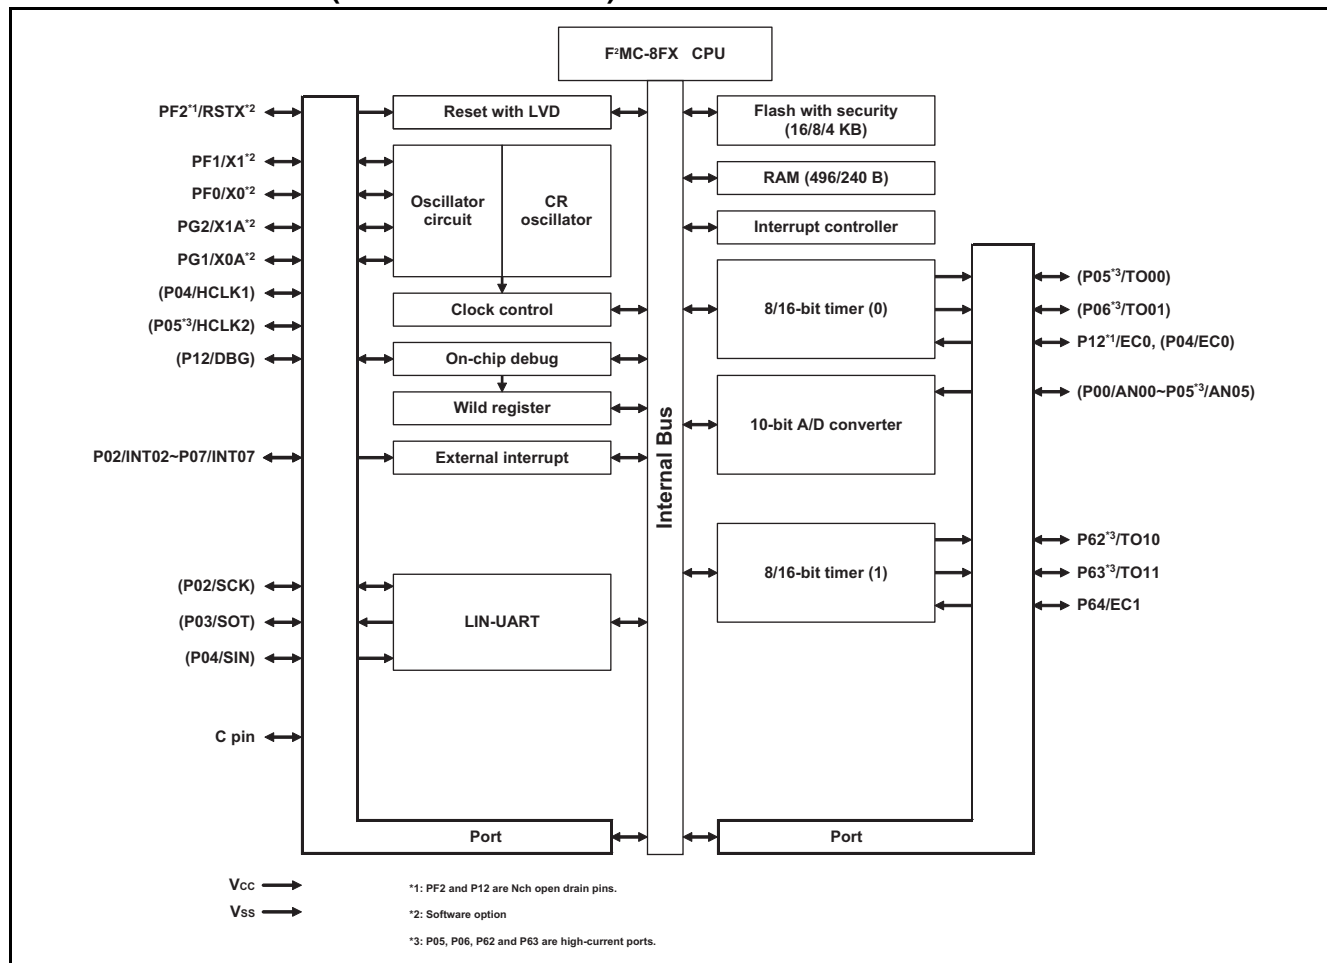 F²MC-8FX CPU
PF2*1/RSTX*2
PF1/X1*2
PF0/X0*2
PG2/X1A*2
PG1/X0A*2
(P04/HCLK1)
(P05*3/HCLK2)
(P12/DBG)
P02/INT02~P07/INT07
(P02/SCK)
(P03/SOT)
(P04/SIN)
C pin
Reset with LVD
Oscillator
circuit
CR
oscillator
Clock control
On-chip debug
Wild register
External interrupt
LIN-UART
Port
Internal Bus
Flash with security
(16/8/4 KB)
RAM (496/240 B)
Interrupt controller
8/16-bit timer (0)
10-bit A/D converter
8/16-bit timer (1)
Port
(P05*3/TO00)
(P06*3/TO01)
P12*1/EC0, (P04/EC0)
(P00/AN00~P05*3/AN05)
P62*3/TO10
P63*3/TO11
P64/EC1
Vcc
Vss
*1: PF2 and P12 are Nch open drain pins.
*2: Software option
*3: P05, P06, P62 and P63 are high-current ports.